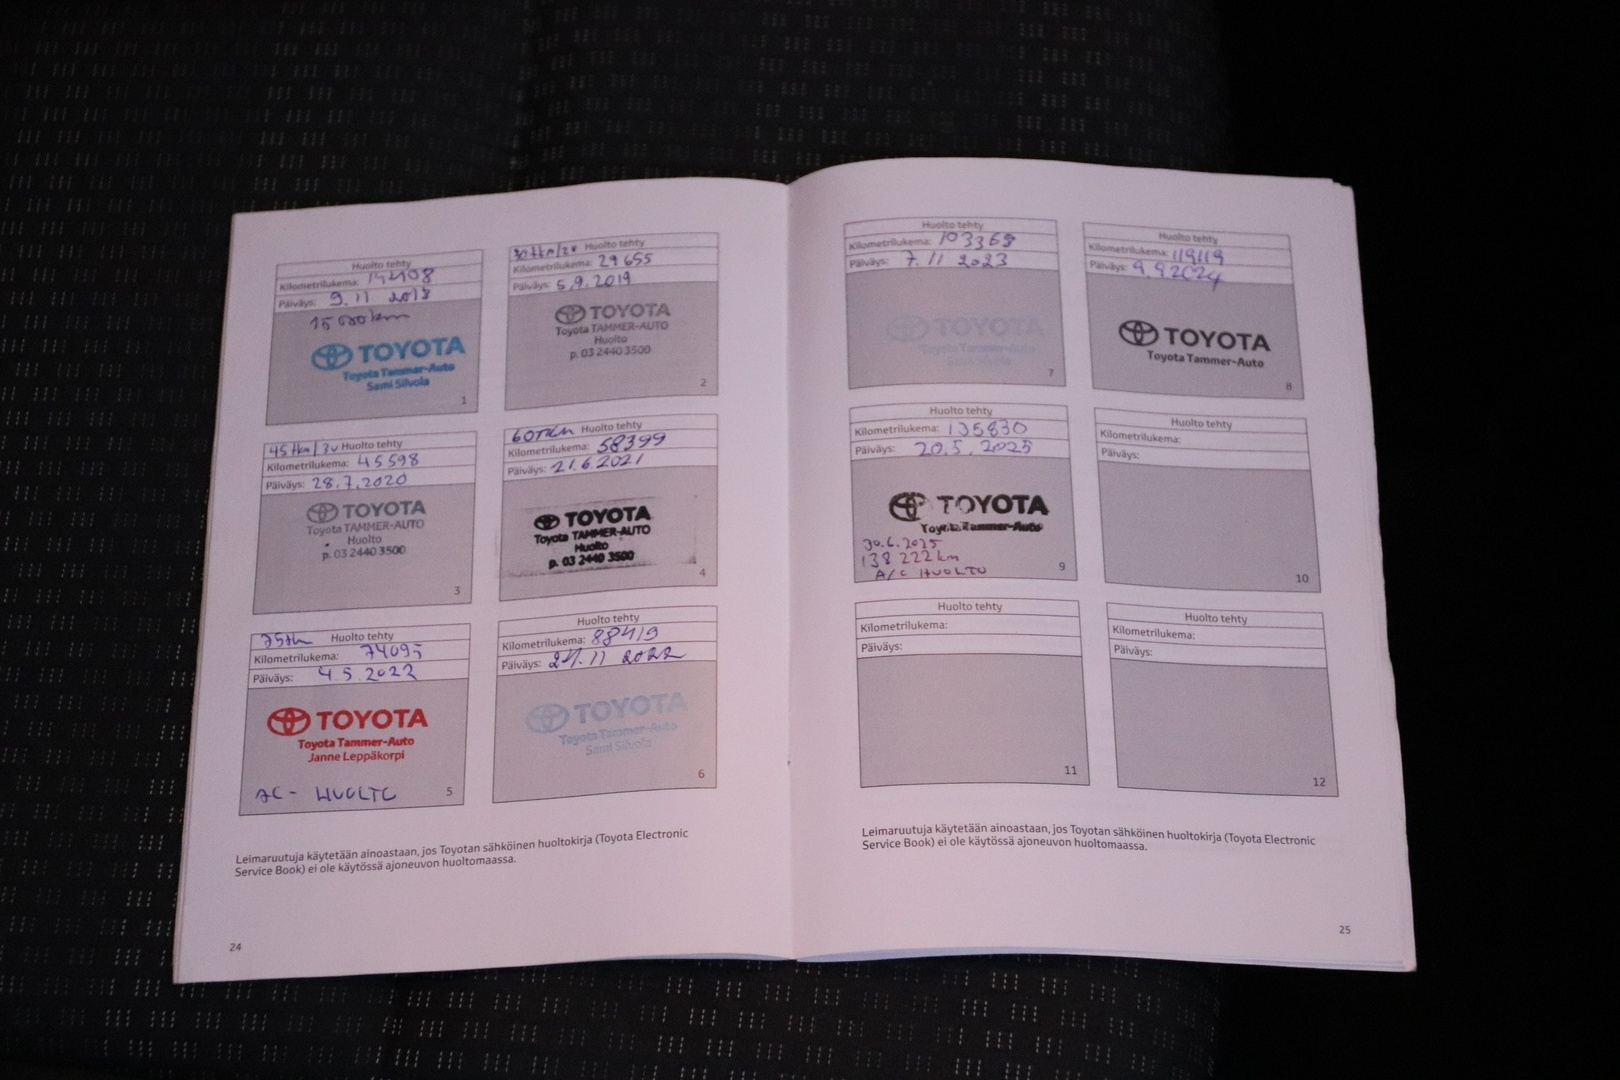 Huolto tehty
Kilometrilukema: 14408
Päiväys: 9.11 2018
15 000 km
TOYOTA
Toyota Tammer-Auto
Sami Silvola
1
30 tkm/2v Huolto tehty
Kilometrilukema: 29655
Päiväys: 5.9.2019
TOYOTA
Toyota TAMMER-AUTO
Huolto
p. 03 2440 3500
2
45 tkm/3v Huolto tehty
Kilometrilukema: 45598
Päiväys: 28.7.2020
TOYOTA
Toyota TAMMER-AUTO
Huolto
p. 03 2440 3500
3
60 Tkm Huolto tehty
Kilometrilukema: 58399
Päiväys: 21.6.2021
TOYOTA
Toyota TAMMER-AUTO
Huolto
p. 03 2440 3500
4
75tkm Huolto tehty
Kilometrilukema: 74095
Päiväys: 4.5.2022
TOYOTA
Toyota Tammer-Auto
Janne Leppäkorpi
AC-HUOLTO
5
Huolto tehty
Kilometrilukema: 88419
Päiväys: 11 2022
TOYOTA
Toyota Tammer-Auto
Sami Silvola
6
Leimaruutuja käytetään ainoastaan, jos Toyotan sähköinen huoltokirja (Toyota Electronic
Service Book) ei ole käytössä ajoneuvon huoltomaassa.
24
Huolto tehty
Kilometrilukema: 103369
Päiväys: 7.11 2023
TOYOTA
Toyota Tammer-Auto
7
Huolto tehty
Kilometrilukema: 119119
Päiväys: 9.9 2024
TOYOTA
Toyota Tammer-Auto
8
Huolto tehty
Kilometrilukema: 135830
Päiväys: 20.5.2025
TOYOTA
Toyota Tammer-Auto
30.6.2025
138 222 km
A/C HUOLTO
9
Huolto tehty
Kilometrilukema:
Päiväys:
10
Huolto tehty
Kilometrilukema:
Päiväys:
11
Huolto tehty
Kilometrilukema:
Päiväys:
12
Leimaruutuja käytetään ainoastaan, jos Toyotan sähköinen huoltokirja (Toyota Electronic
Service Book) ei ole käytössä ajoneuvon huoltomaassa.
25